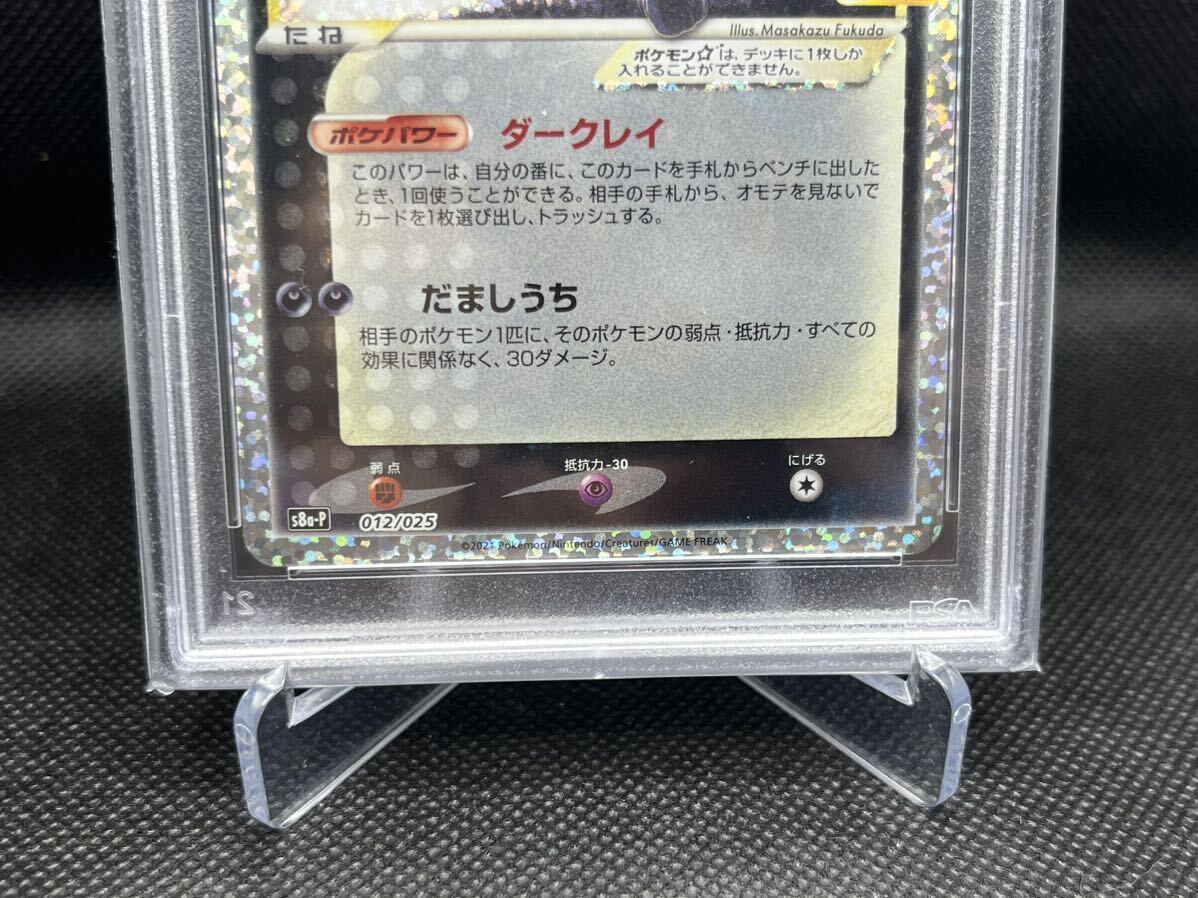 Illus. Masakazu Fukuda
たね
ポケモン☆は、デッキに1枚しか
入れることができません。
ポケパワー ダークレイ
このパワーは、自分の番に、このカードを手札からベンチに出した
とき、1回使うことができる。相手の手札から、オモテを見ないで
カードを1枚選び出し、トラッシュする。
だましうち
相手のポケモン1匹に、そのポケモンの弱点・抵抗力・すべての
効果に関係なく、30ダメージ。
弱点 抵抗力-30 にげる
s8a-P 012/025
©2021 Pokémon/Nintendo/Creatures/GAME FREAK
21 PSA